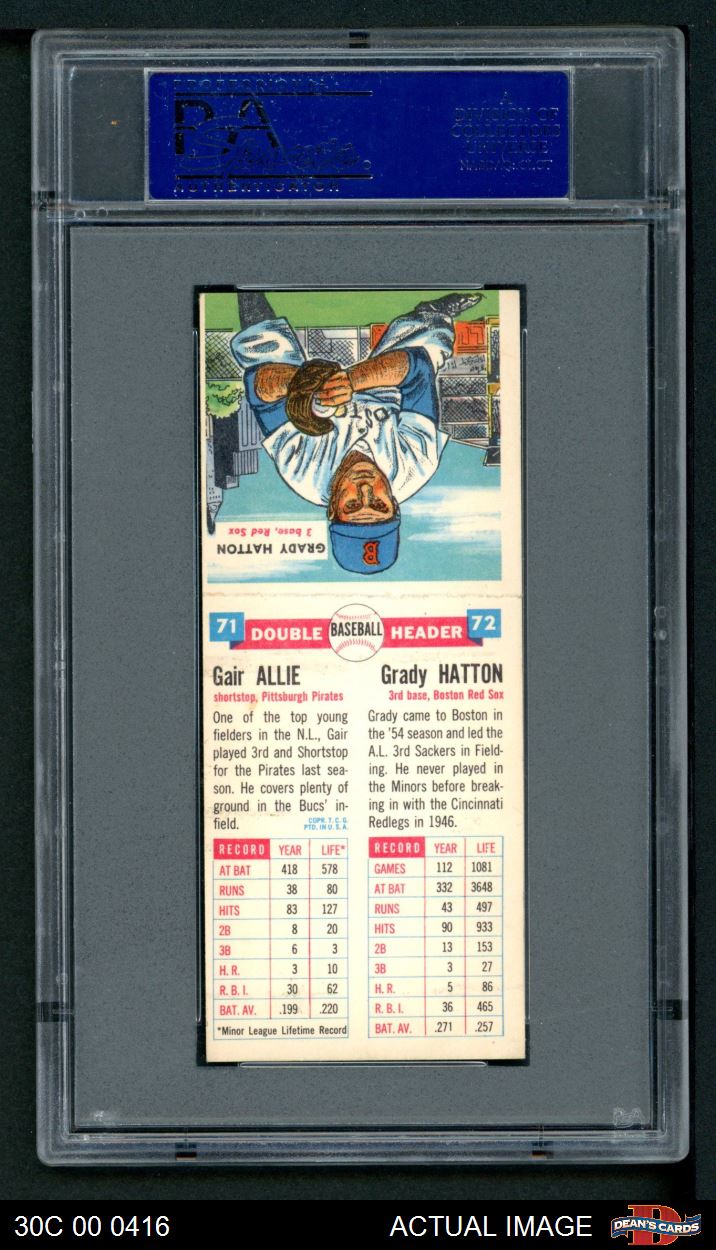 PROFESSIONAL
PSA
AUTHENTICATOR
A
DIVISION OF
COLLECTORS
UNIVERSE
NASDAQ: CLCT
BOST
B
GRADY HATTON
3 base, Red Sox
71 DOUBLE BASEBALL HEADER 72
Gair ALLIE
shortstop, Pittsburgh Pirates
One of the top young
fielders in the N.L., Gair
played 3rd and Shortstop
for the Pirates last sea-
son. He covers plenty of
ground in the Bucs' in-
field.
COPR. T. C. G.
PTD. IN U. S. A.
RECORD YEAR LIFE*
AT BAT 418 578
RUNS 38 80
HITS 83 127
2B 8 20
3B 6 3
H. R. 3 10
R. B. I. 30 62
BAT. AV. .199 .220
*Minor League Lifetime Record
Grady HATTON
3rd base, Boston Red Sox
Grady came to Boston in
the '54 season and led the
A.L. 3rd Sackers in Field-
ing. He never played in
the Minors before break-
ing in with the Cincinnati
Redlegs in 1946.
RECORD YEAR LIFE
GAMES 112 1081
AT BAT 332 3648
RUNS 43 497
HITS 90 933
2B 13 153
3B 3 27
H. R. 5 86
R. B. I. 36 465
BAT. AV. .271 .257
30C 00 0416
ACTUAL IMAGE
DEAN'S CARDS